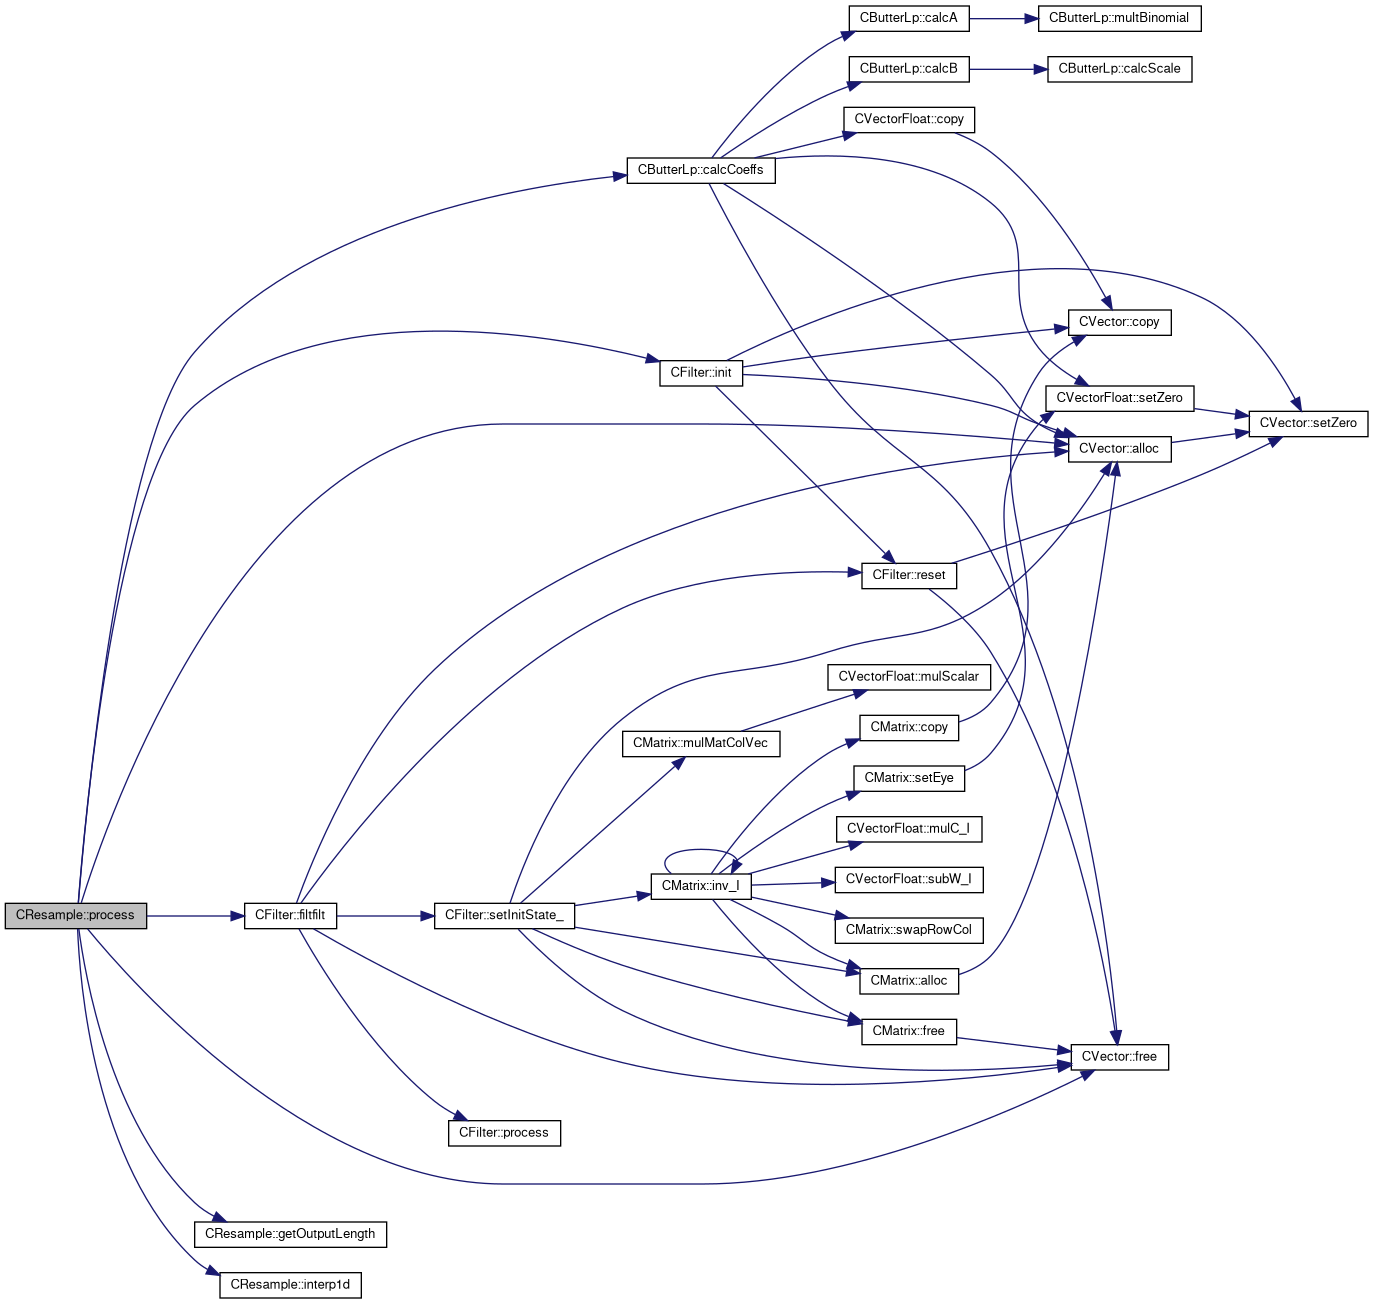 CButterLp::calcA
CButterLp::multBinomial
CButterLp::calcB
CButterLp::calcScale
CVectorFloat::copy
CButterLp::calcCoeffs
CVector::copy
CFilter::init
CVectorFloat::setZero
CVector::setZero
CVector::alloc
CFilter::reset
CVectorFloat::mulScalar
CMatrix::copy
CMatrix::mulMatColVec
CMatrix::setEye
CVectorFloat::mulC_I
CMatrix::inv_I
CVectorFloat::subW_I
CResample::process
CFilter::filtfilt
CFilter::setInitState_
CMatrix::swapRowCol
CMatrix::alloc
CMatrix::free
CVector::free
CFilter::process
CResample::getOutputLength
CResample::interp1d